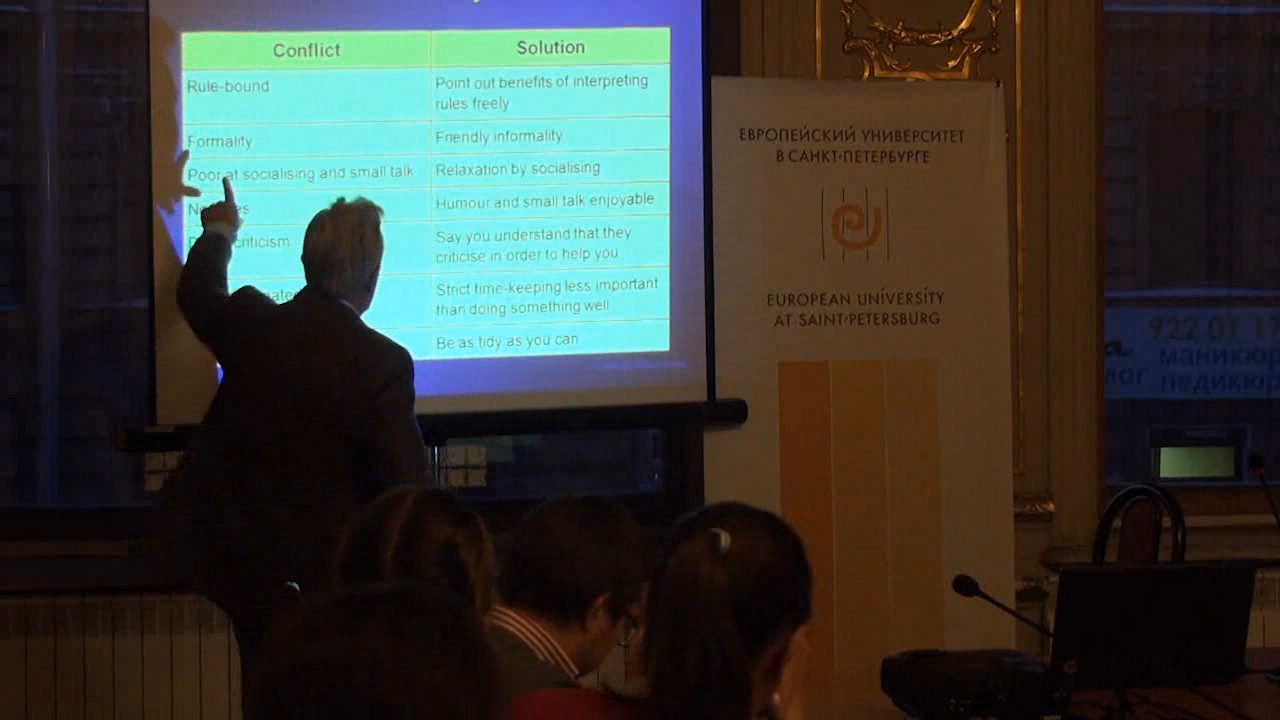 Conflict
Solution
Rule-bound
Point out benefits of interpreting
rules freely
Formality
Friendly informality
Poor at socialising and small talk
Relaxation by socialising
Humour and small talk enjoyable
criticism
Say you understand that they
criticise in order to help you
Strict time-keeping less important
than doing something well
Be as tidy as you can
ЕВРОПЕЙСКИЙ УНИВЕРСИТЕТ
В САНКТ-ПЕТЕРБУРГЕ
EUROPEAN UNIVERSITY
AT SAINT-PETERSBURG
922 01 1
маникюр
педикюр